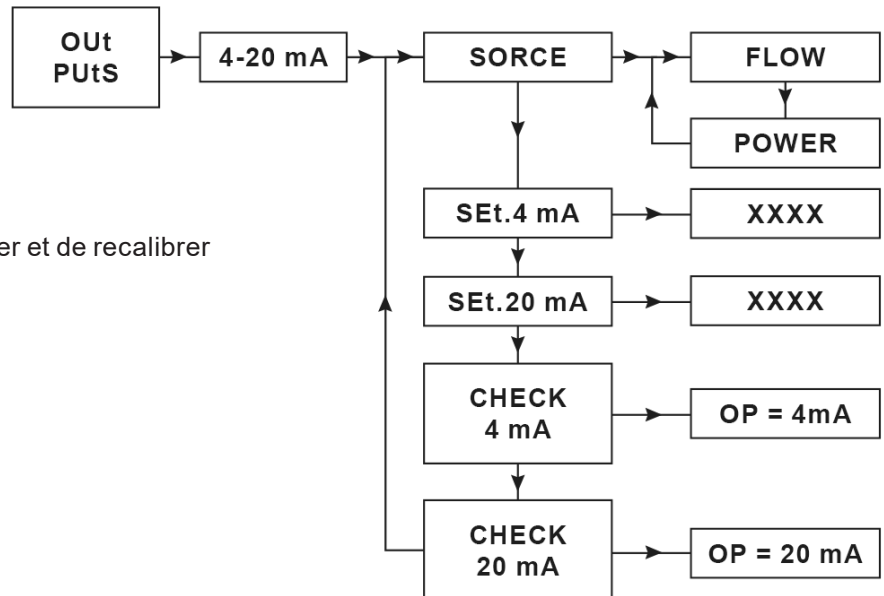 OUt
PUtS
4-20 mA
SORCE
FLOW
POWER
SEt.4 mA
XXXX
er et de recalibrer
SEt.20 mA
XXXX
CHECK
4 mA
OP = 4mA
CHECK
20 mA
OP = 20 mA